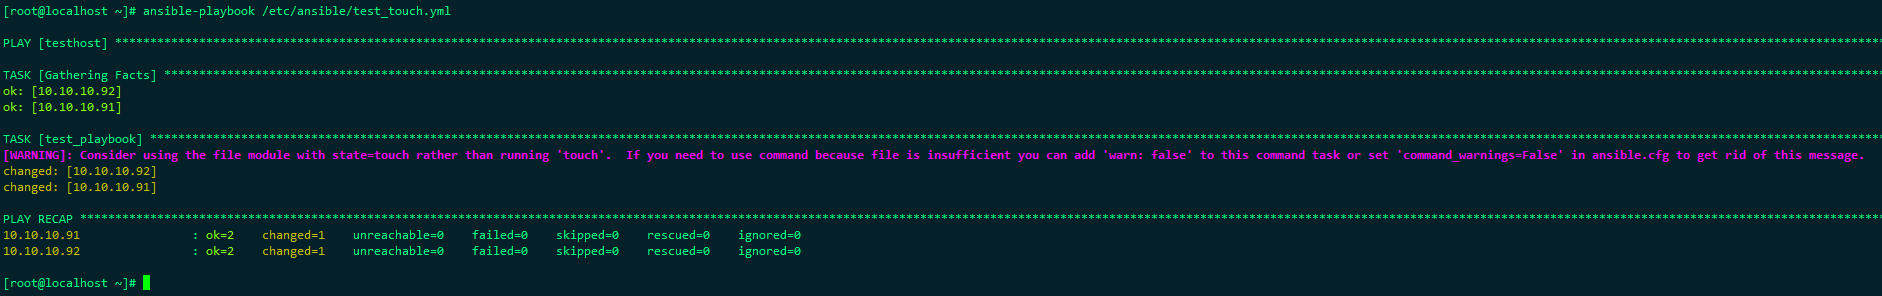 [root@localhost ~]# ansible-playbook /etc/ansible/test_touch.yml
PLAY [testhost] ****************************************************************************************************************************************************************************************************************************************************************
TASK [Gathering Facts] *********************************************************************************************************************************************************************************************************************************************************
ok: [10.10.10.92]
ok: [10.10.10.91]
TASK [test_playbook] ***********************************************************************************************************************************************************************************************************************************************************
[WARNING]: Consider using the file module with state=touch rather than running 'touch'.  If you need to use command because file is insufficient you can add 'warn: false' to this command task or set 'command_warnings=False' in ansible.cfg to get rid of this message.
changed: [10.10.10.92]
changed: [10.10.10.91]
PLAY RECAP *********************************************************************************************************************************************************************************************************************************************************************
10.10.10.91                : ok=2    changed=1    unreachable=0    failed=0    skipped=0    rescued=0    ignored=0
10.10.10.92                : ok=2    changed=1    unreachable=0    failed=0    skipped=0    rescued=0    ignored=0
[root@localhost ~]#